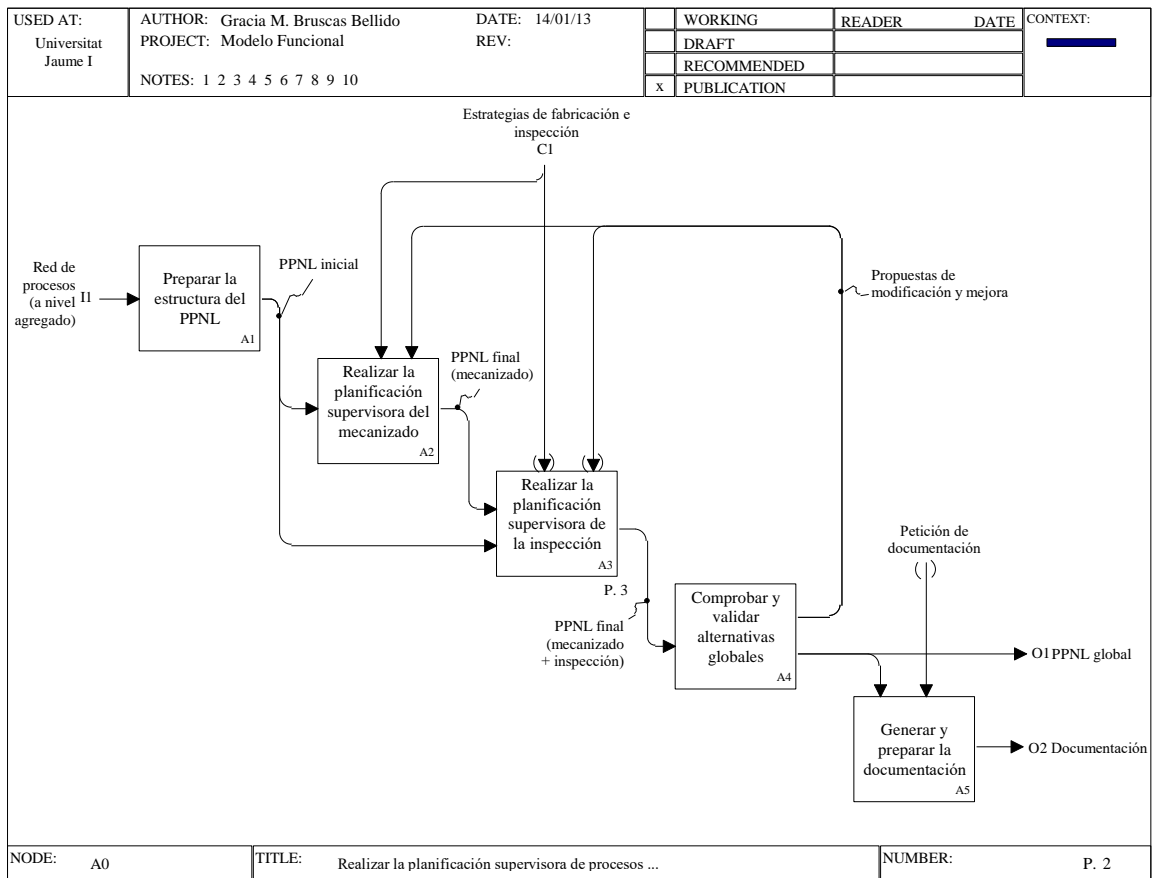 USED AT:
Universitat
Jaume I
AUTHOR: Gracia M. Bruscas Bellido
DATE: 14/01/13
PROJECT: Modelo Funcional
REV:
NOTES: 1 2 3 4 5 6 7 8 9 10
WORKING
DRAFT
RECOMMENDED
x PUBLICATION
READER DATE
CONTEXT:
Estrategias de fabricación e
inspección
C1
Red de
procesos
(a nivel
agregado)
I1
Preparar la
estructura del
PPNL
A1
PPNL inicial
Propuestas de
modificación y mejora
Realizar la
planificación
supervisora del
mecanizado
A2
PPNL final
(mecanizado)
Realizar la
planificación
supervisora de
la inspección
A3
P. 3
PPNL final
(mecanizado
+ inspección)
Petición de
documentación
Comprobar y
validar
alternativas
globales
A4
O1 PPNL global
Generar y
preparar la
documentación
A5
O2 Documentación
NODE: A0
TITLE: Realizar la planificación supervisora de procesos ...
NUMBER: P. 2